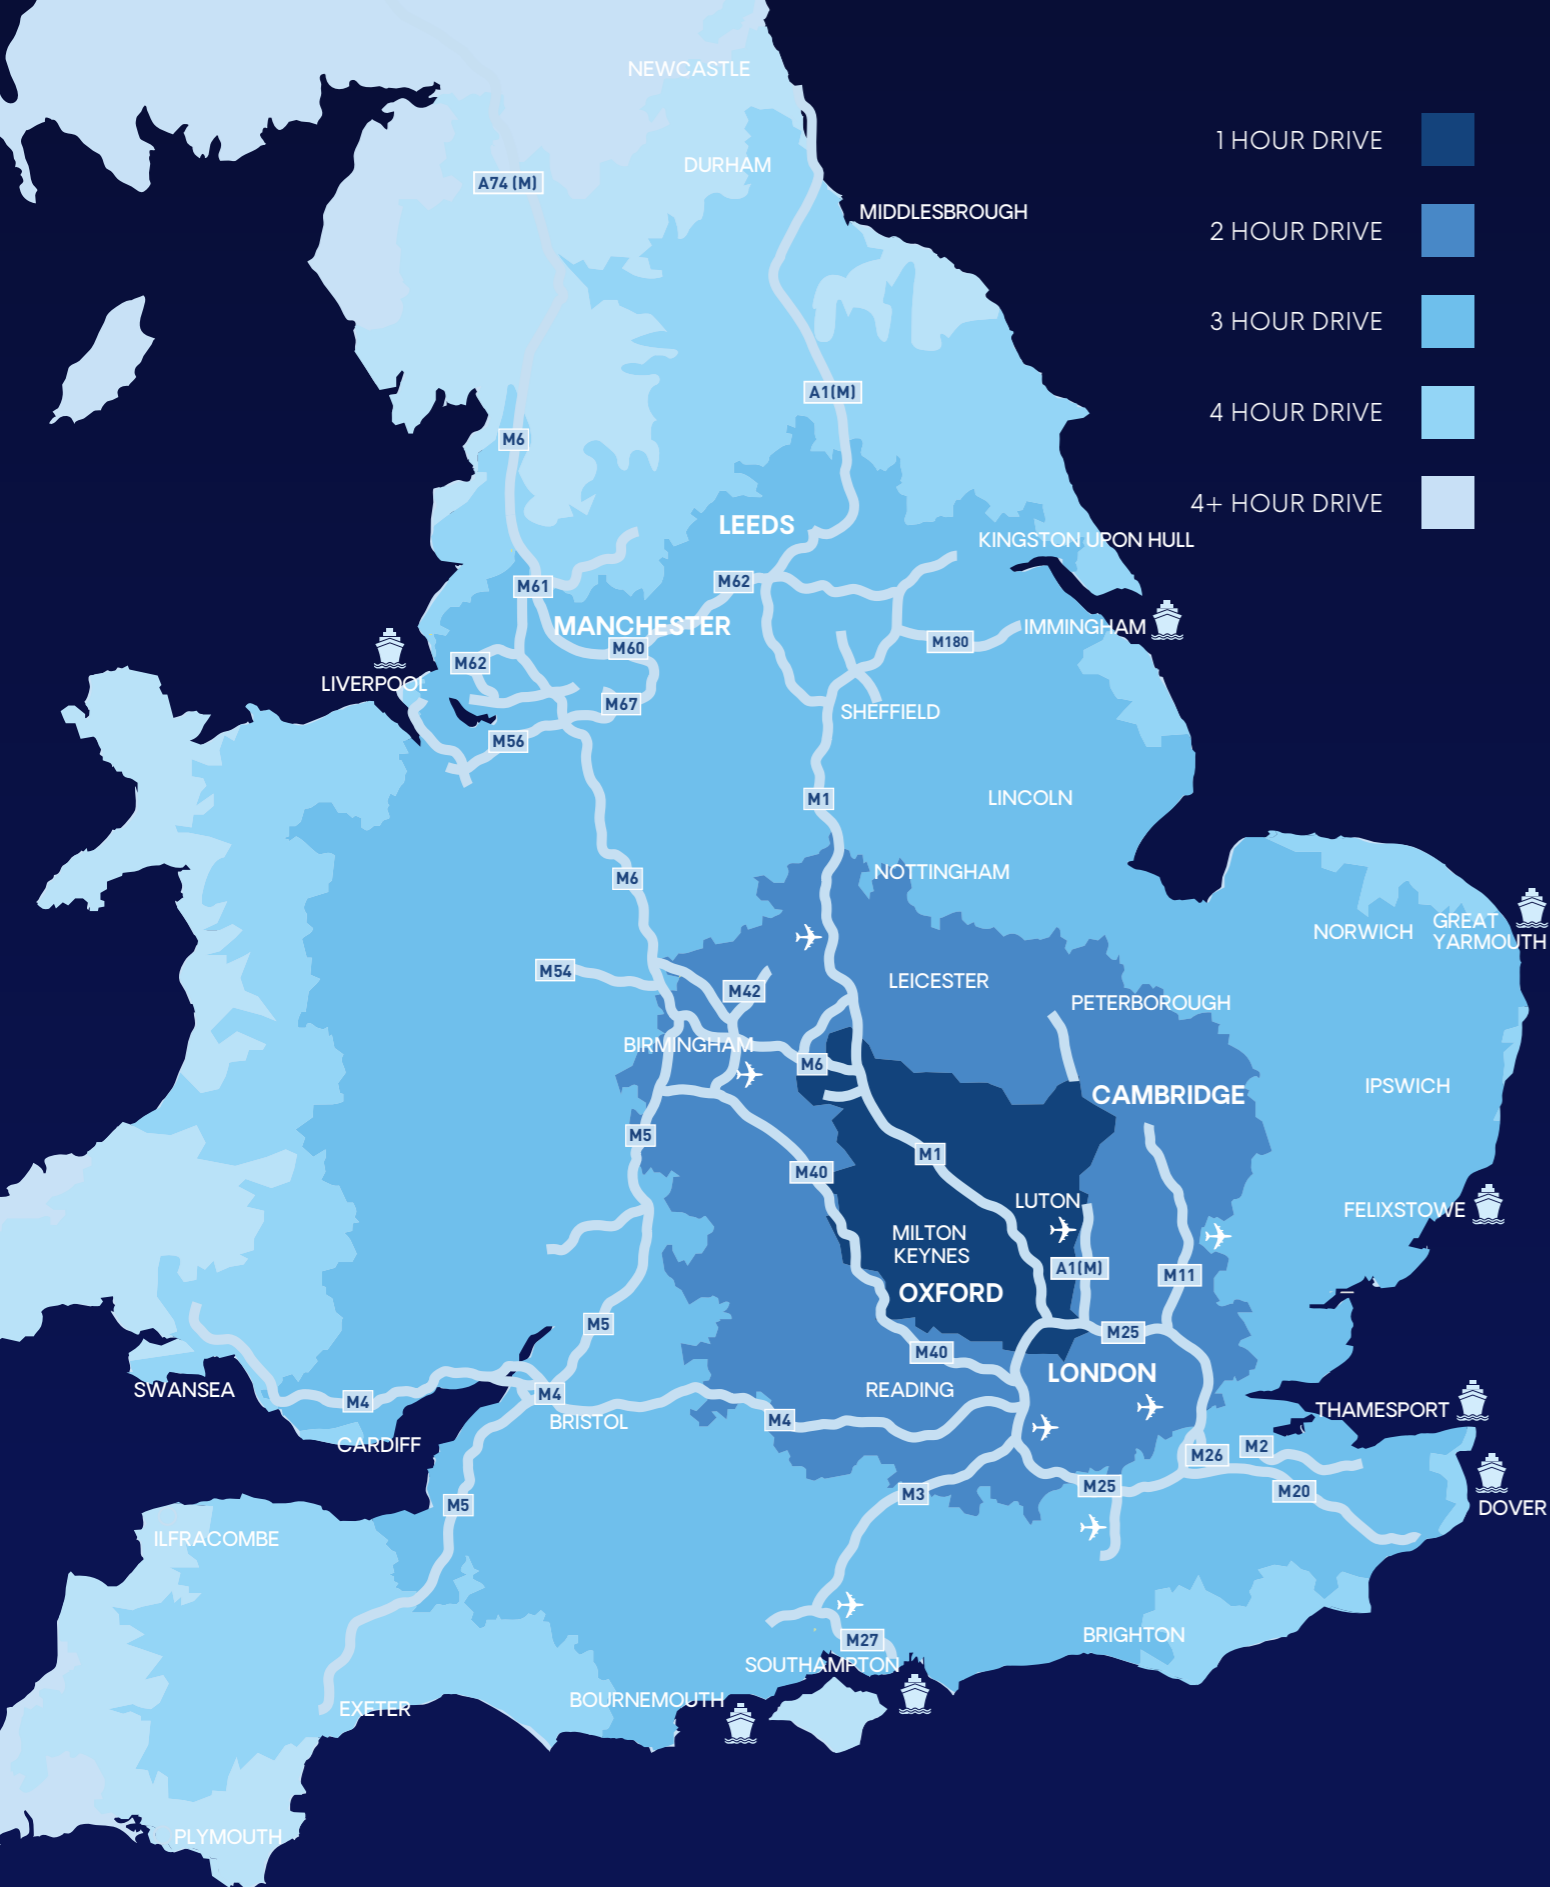 NEWCASTLE
1 HOUR DRIVE
DURHAM
A74 (M)
MIDDLESBROUGH
2 HOUR DRIVE
3 HOUR DRIVE
A1(M)
4 HOUR DRIVE
M6
4+ HOUR DRIVE
LEEDS
KINGSTON UPON HULL
M61
M62
MANCHESTER
IMMINGHAM
M60
M180
M62
LIVERPOOL
M67
SHEFFIELD
M56
M1
LINCOLN
M6
NOTTINGHAM
NORWICH
GREAT
YARMOUTH
M54
M42
LEICESTER
PETERBOROUGH
BIRMINGHAM
M6
IPSWICH
CAMBRIDGE
M5
M1
M40
LUTON
FELIXSTOWE
MILTON
KEYNES
A1(M)
M11
OXFORD
M5
M25
M40
LONDON
SWANSEA
M4
M4
READING
BRISTOL
M4
THAMESPORT
CARDIFF
M26
M2
M25
M20
M3
M5
DOVER
ILFRACOMBE
BRIGHTON
M27
SOUTHAMPTON
BOURNEMOUTH
EXETER
PLYMOUTH